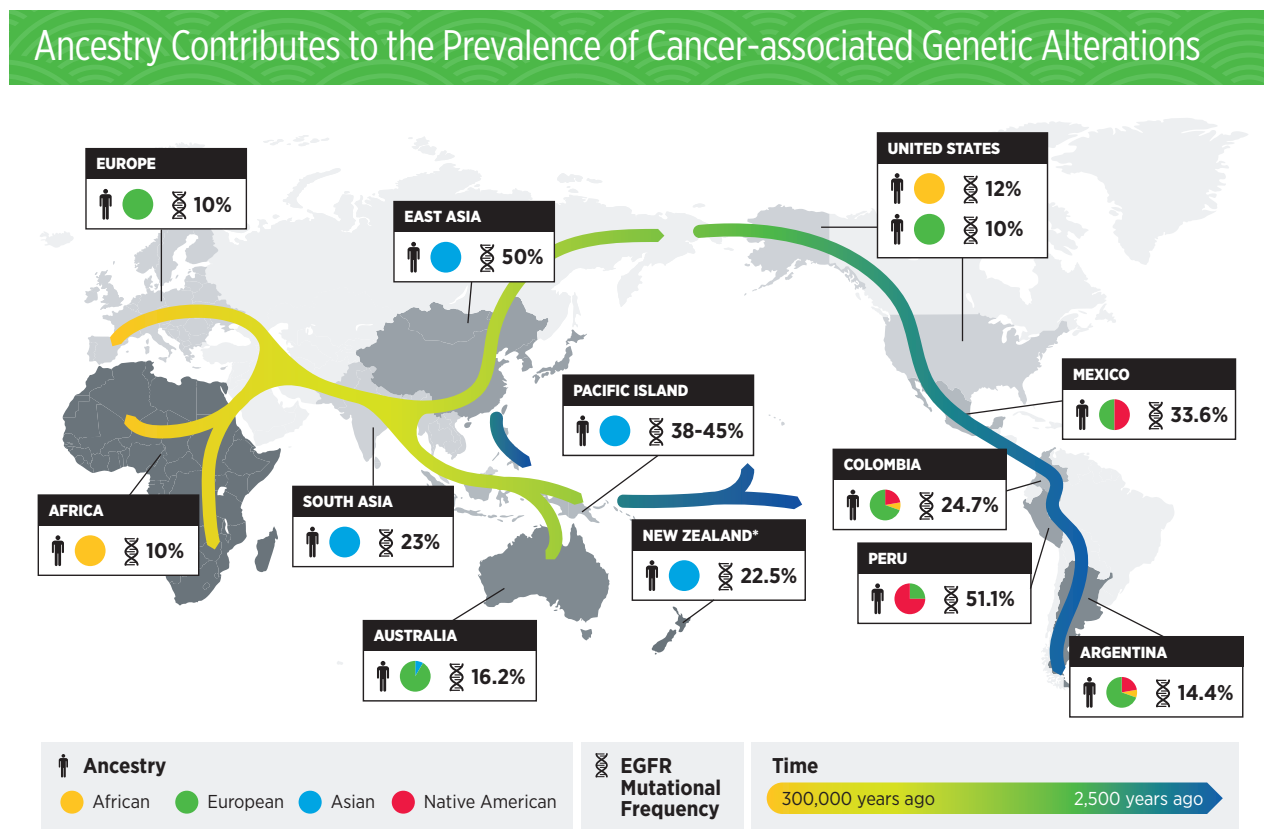 Ancestry Contributes to the Prevalence of Cancer-associated Genetic Alterations
EUROPE
10%
EAST ASIA
50%
UNITED STATES
12%
10%
PACIFIC ISLAND
38-45%
MEXICO
33.6%
AFRICA
10%
SOUTH ASIA
23%
COLOMBIA
24.7%
NEW ZEALAND*
22.5%
PERU
51.1%
AUSTRALIA
16.2%
ARGENTINA
14.4%
Ancestry
African
European
Asian
Native American
EGFR
Mutational
Frequency
Time
300,000 years ago
2,500 years ago